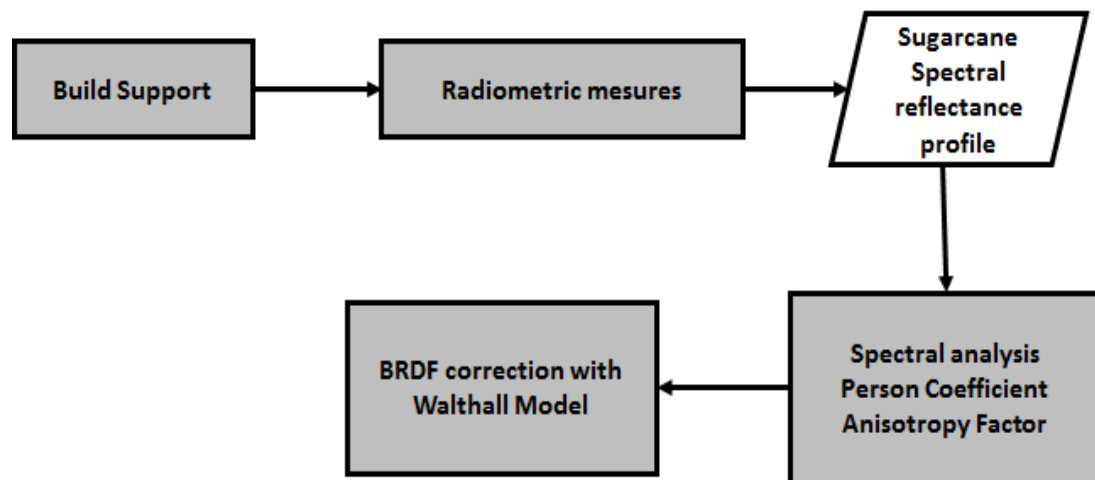 Build Support
Radiometric mesures
Sugarcane
Spectral
reflectance
profile
Spectral analysis
Person Coefficient
Anisotropy Factor
BRDF correction with
Walthall Model